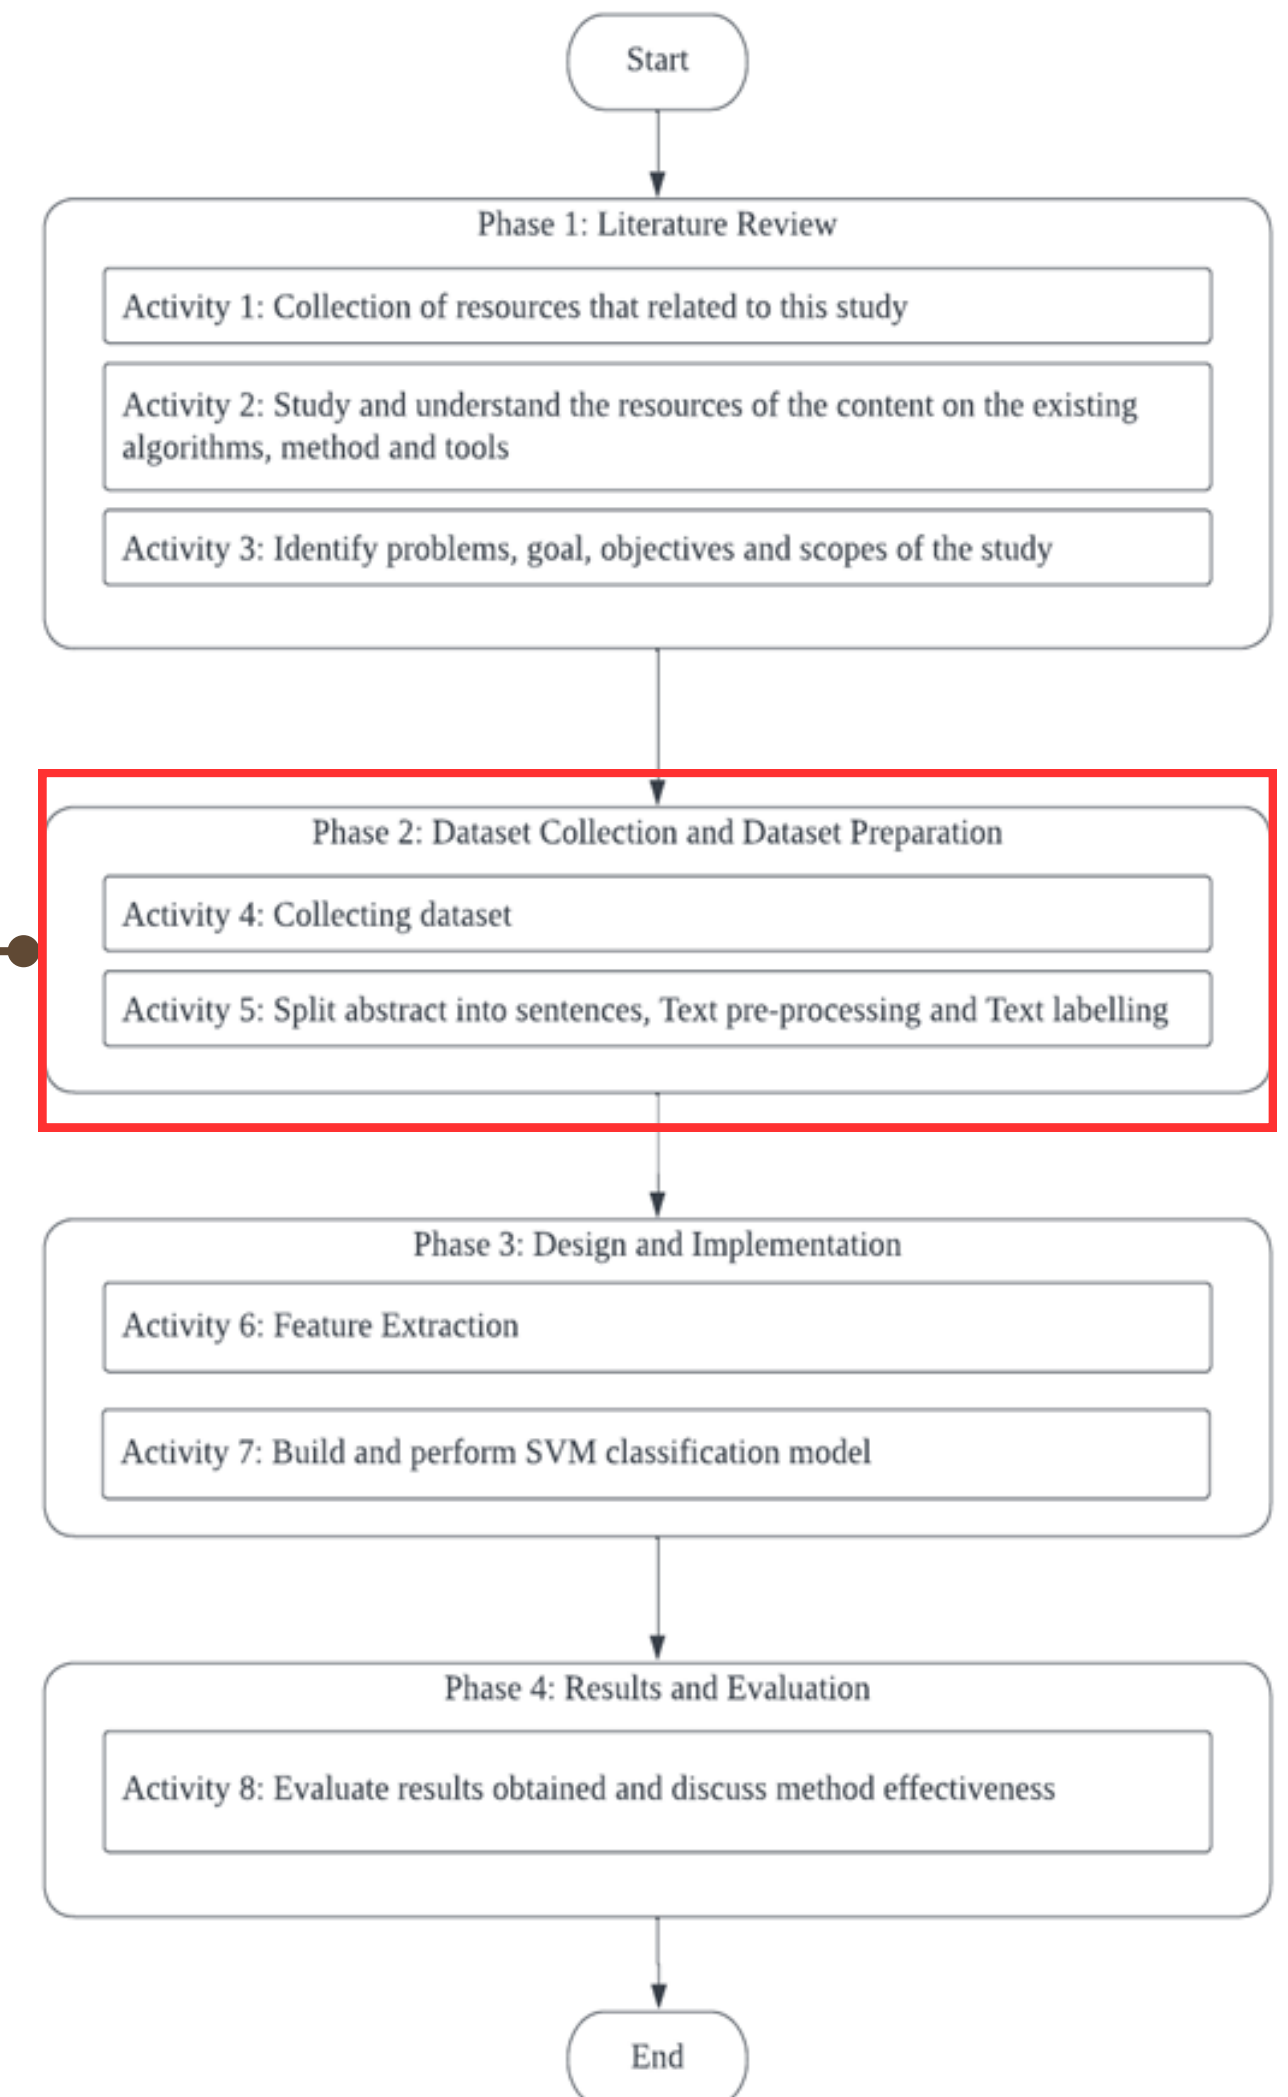 Start
Phase 1: Literature Review
Activity 1: Collection of resources that related to this study
Activity 2: Study and understand the resources of the content on the existing
algorithms, method and tools
Activity 3: Identify problems, goal, objectives and scopes of the study
Phase 2: Dataset Collection and Dataset Preparation
Activity 4: Collecting dataset
Activity 5: Split abstract into sentences, Text pre-processing and Text labelling
Phase 3: Design and Implementation
Activity 6: Feature Extraction
Activity 7: Build and perform SVM classification model
Phase 4: Results and Evaluation
Activity 8: Evaluate results obtained and discuss method effectiveness
End